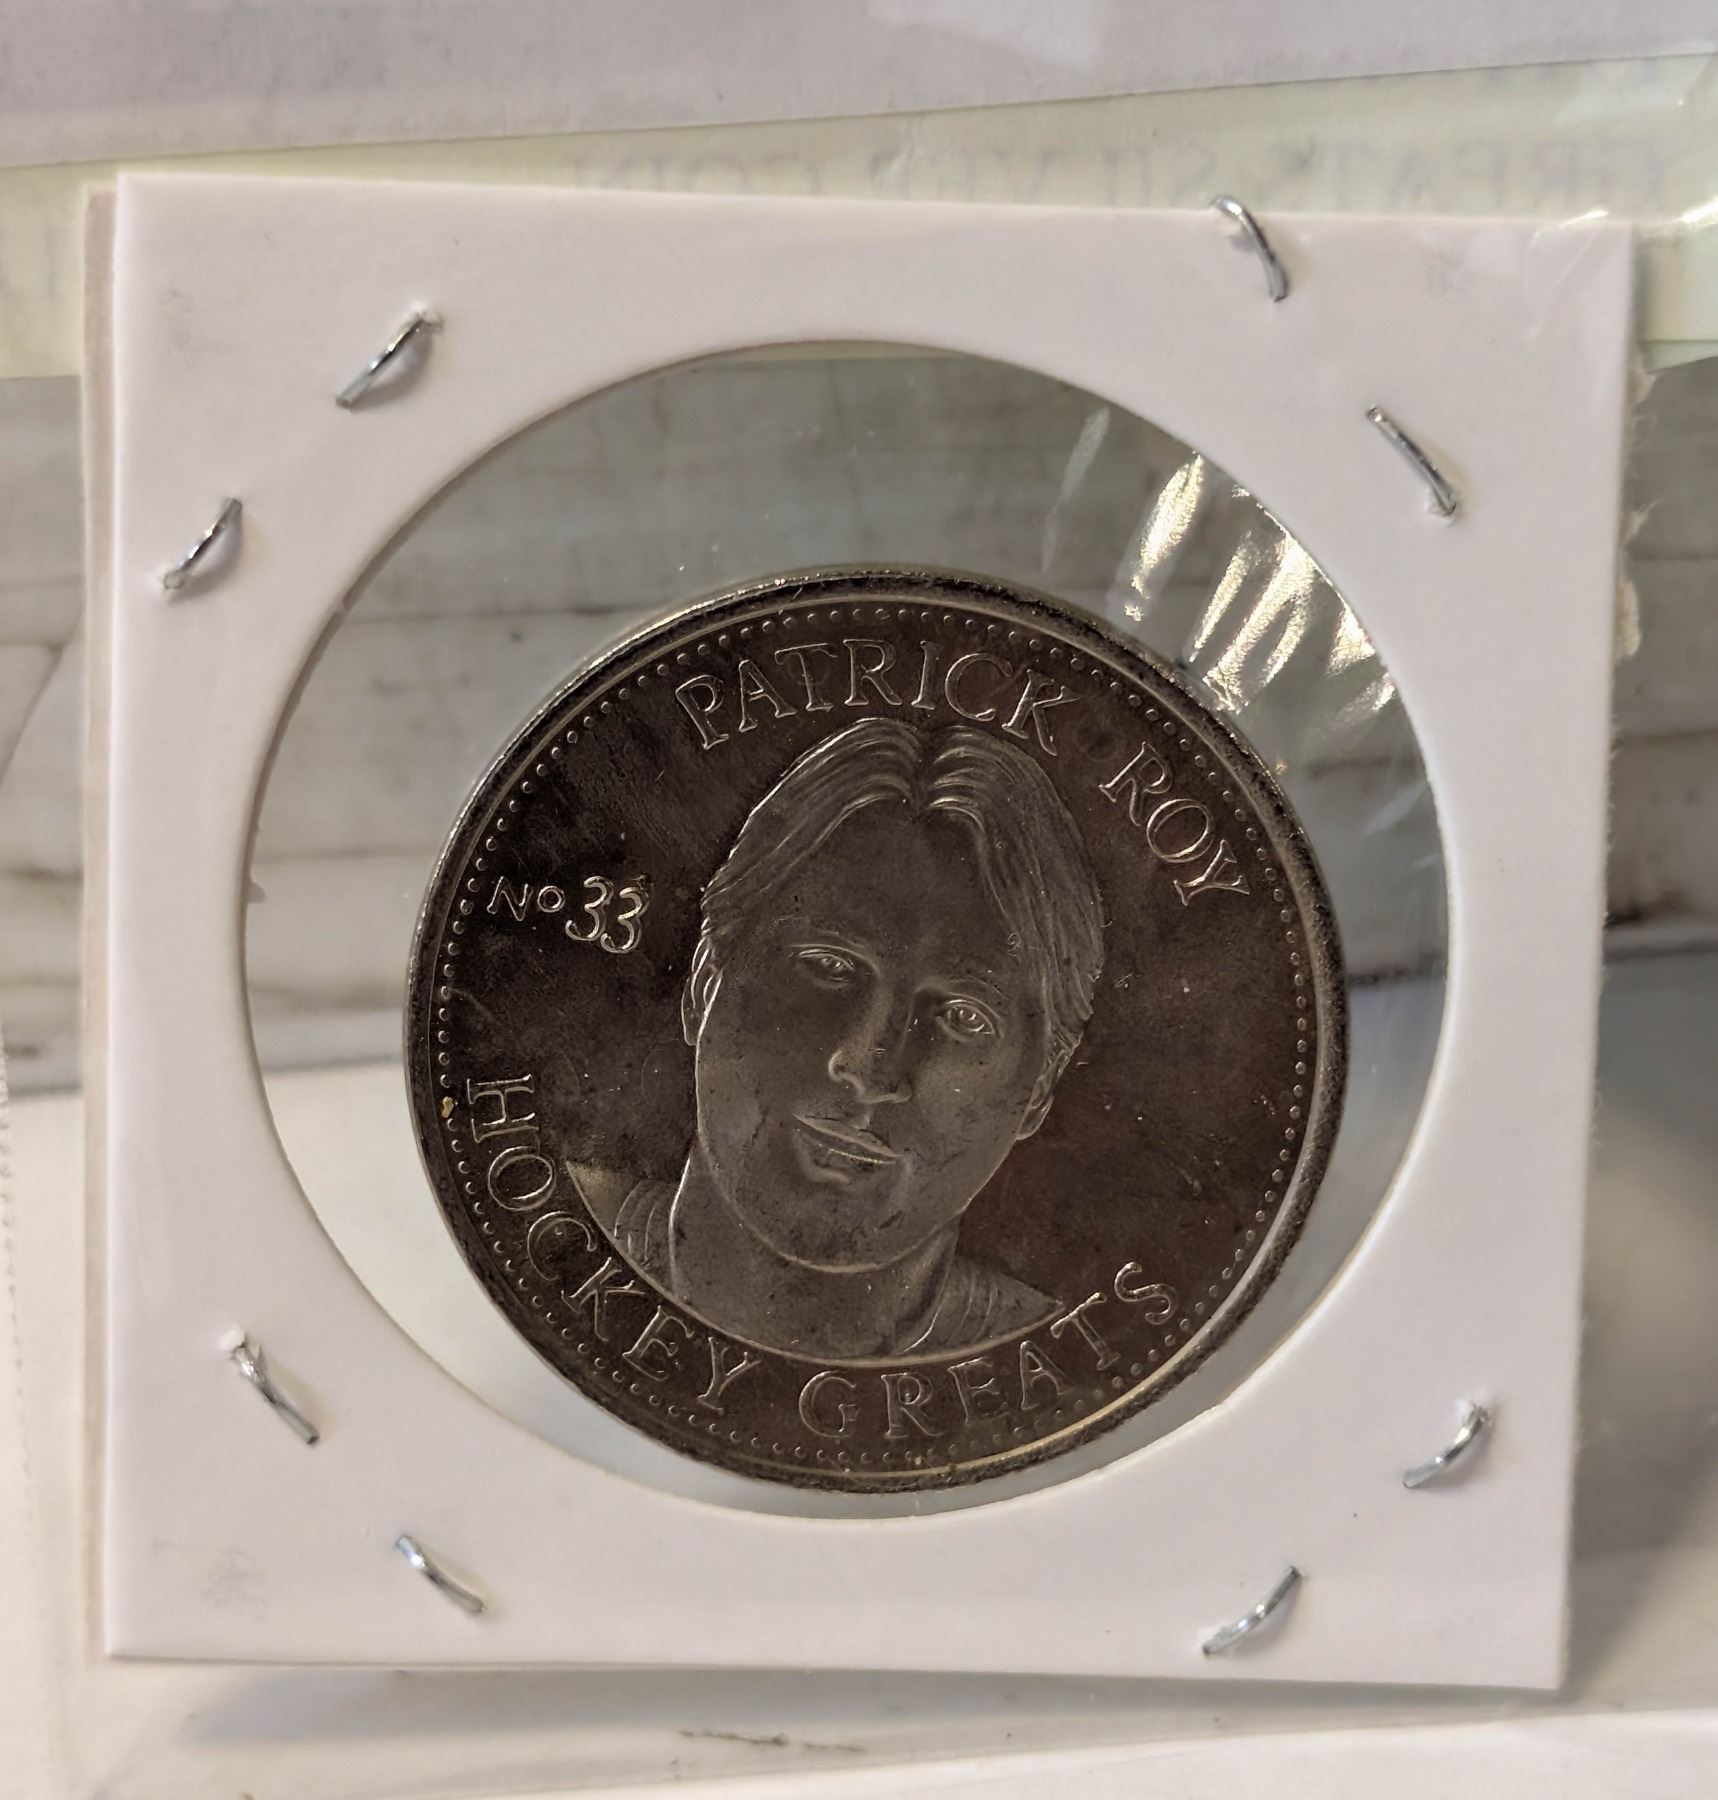 PATRICK ROY
No 33
HOCKEY GREATS